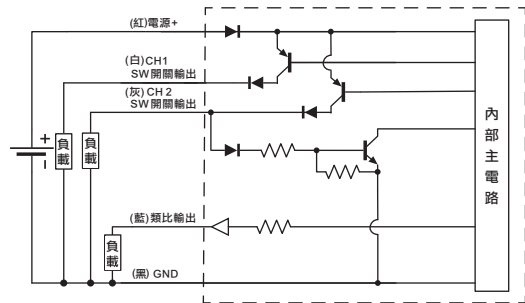 (紅)電源+
(白)CH1
SW開關輸出
(灰)CH 2
SW開關輸出
+
負載
負載
內部主電路
(藍)類比輸出
負載
(黑) GND